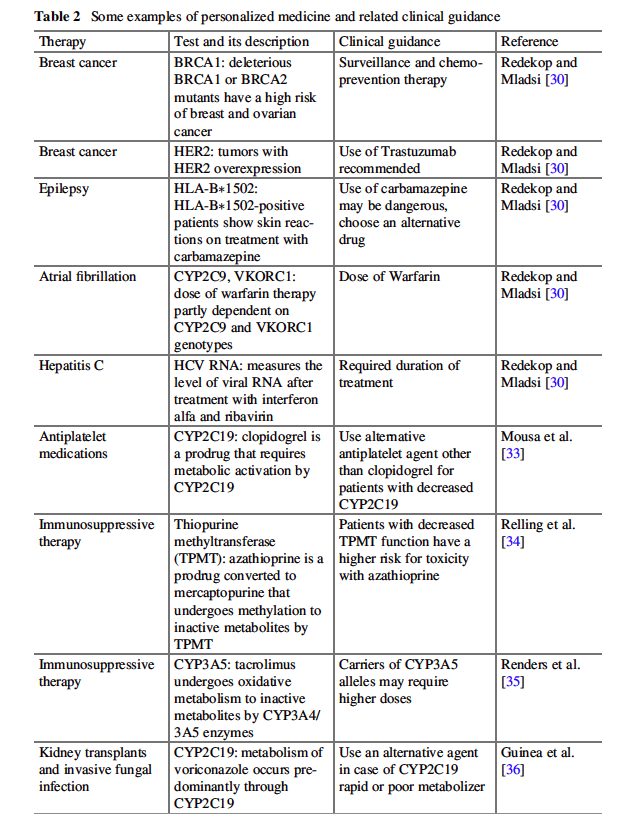 Table 2 Some examples of personalized medicine and related clinical guidance
Therapy
Test and its description
Clinical guidance
Reference
Breast cancer
BRCA1: deleterious
BRCA1 or BRCA2
mutants have a high risk
of breast and ovarian
cancer
Surveillance and chemo-
prevention therapy
Redekop and
Mladsi [30]
Breast cancer
HER2: tumors with
HER2 overexpression
Use of Trastuzumab
recommended
Redekop and
Mladsi [30]
Epilepsy
HLA-B*1502:
HLA-B*1502-positive
patients show skin reac-
tions on treatment with
carbamazepine
Use of carbamazepine
may be dangerous,
choose an alternative
drug
Redekop and
Mladsi [30]
Atrial fibrillation
CYP2C9, VKORC1:
dose of warfarin therapy
partly dependent on
CYP2C9 and VKORC1
genotypes
Dose of Warfarin
Redekop and
Mladsi [30]
Hepatitis C
HCV RNA: measures the
level of viral RNA after
treatment with interferon
alfa and ribavirin
Required duration of
treatment
Redekop and
Mladsi [30]
Antiplatelet
medications
CYP2C19: clopidogrel is
a prodrug that requires
metabolic activation by
CYP2C19
Use alternative
antiplatelet agent other
than clopidogrel for
patients with decreased
CYP2C19
Mousa et al.
[33]
Immunosuppressive
therapy
Thiopurine
methyltransferase
(TPMT): azathioprine is a
prodrug converted to
mercaptopurine that
undergoes methylation to
inactive metabolites by
TPMT
Patients with decreased
TPMT function have a
higher risk for toxicity
with azathioprine
Relling et al.
[34]
Immunosuppressive
therapy
CYP3A5: tacrolimus
undergoes oxidative
metabolism to inactive
metabolites by CYP3A4/
3A5 enzymes
Carriers of CYP3A5
alleles may require
higher doses
Renders et al.
[35]
Kidney transplants
and invasive fungal
infection
CYP2C19: metabolism of
voriconazole occurs pre-
dominantly through
CYP2C19
Use an alternative agent
in case of CYP2C19
rapid or poor metabolizer
Guinea et al.
[36]